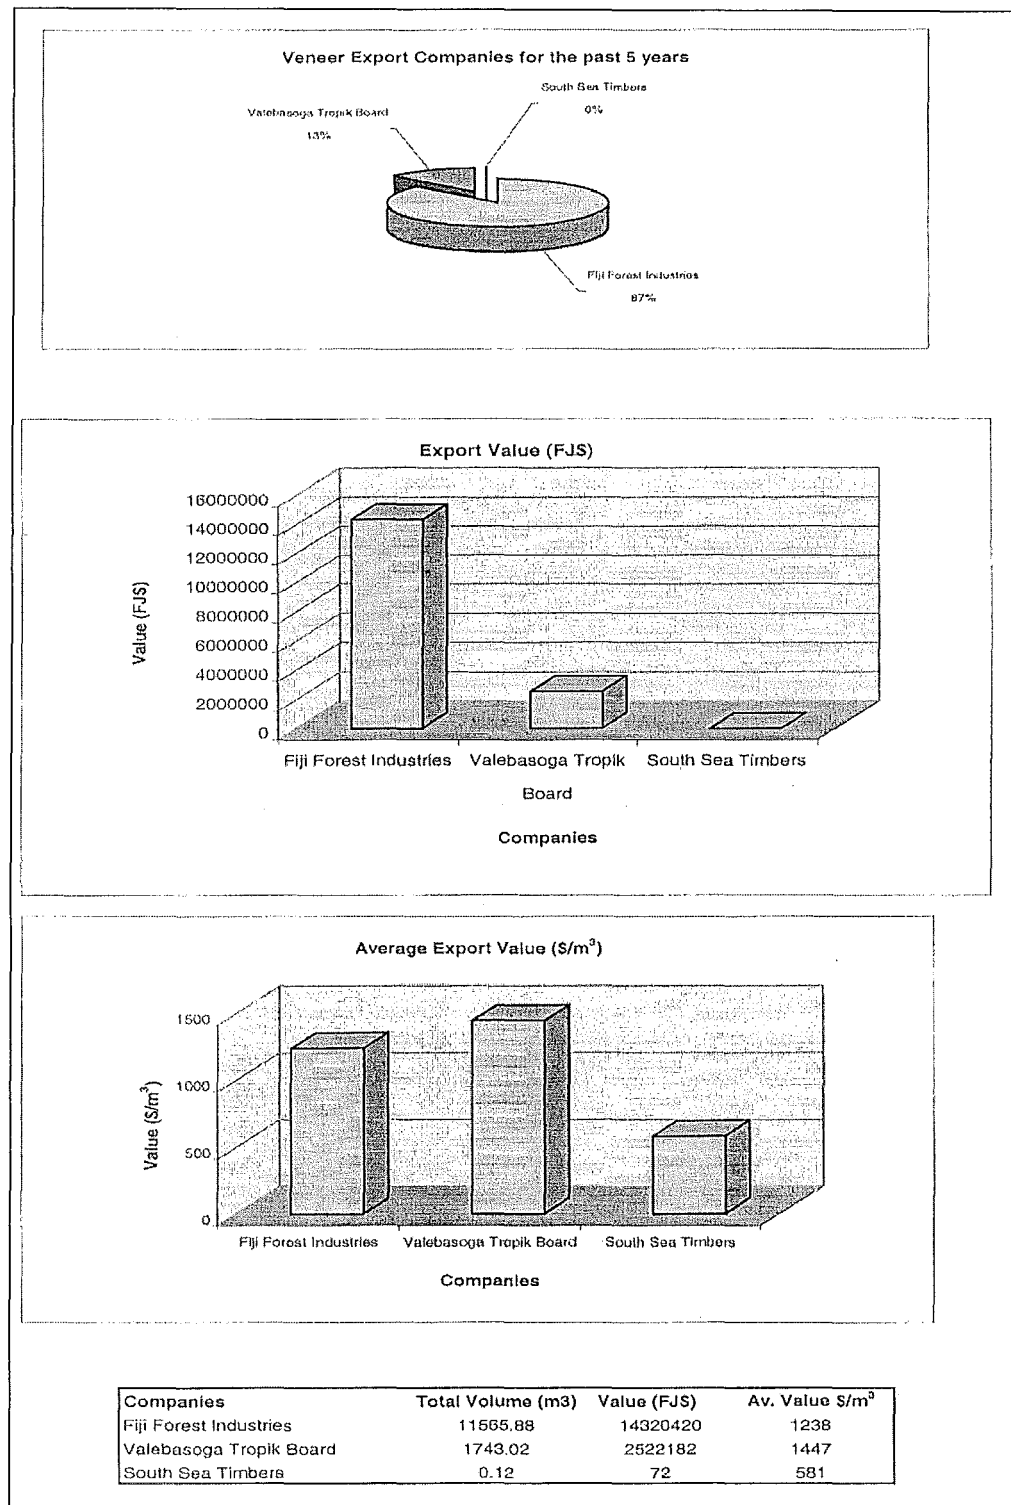 Veneer Export Companies for the past 5 years
South Sea Timbers
0%
Valebasoga Tropik Board
13%
Fiji Forest Industries
87%
Export Value (FJ$)
16000000
14000000
12000000
10000000
8000000
6000000
4000000
2000000
0
Value (FJ$)
Fiji Forest Industries Valebasoga Tropik South Sea Timbers
Board
Companies
Average Export Value ($/m³)
1500
1000
500
0
Value ($/m³)
Fiji Forest Industries Valebasoga Tropik Board South Sea Timbers
Companies
Companies Total Volume (m3) Value (FJ$) Av. Value $/m³
Fiji Forest Industries 11565.88 14320420 1238
Valebasoga Tropik Board 1743.02 2522182 1447
South Sea Timbers 0.12 72 581